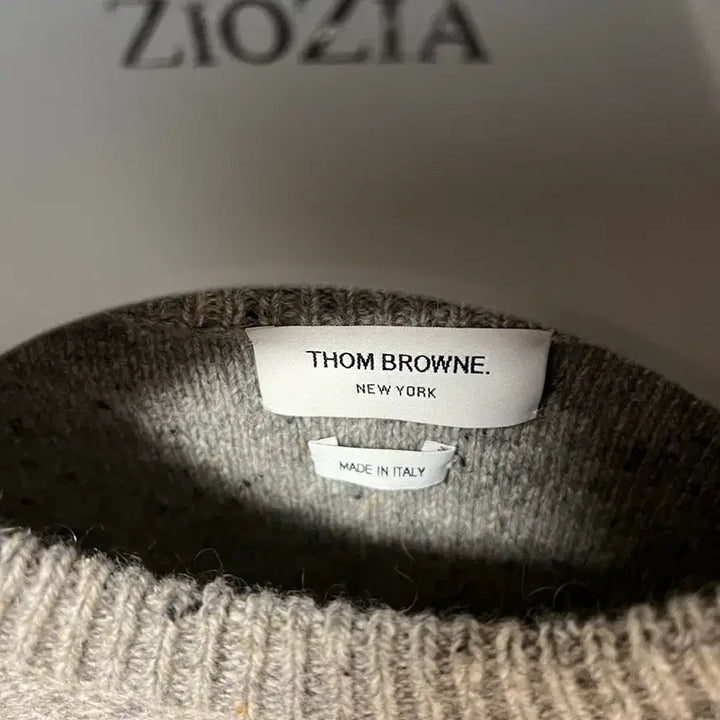 ZIOZIA
THOM BROWNE.
NEW YORK
MADE IN ITALY